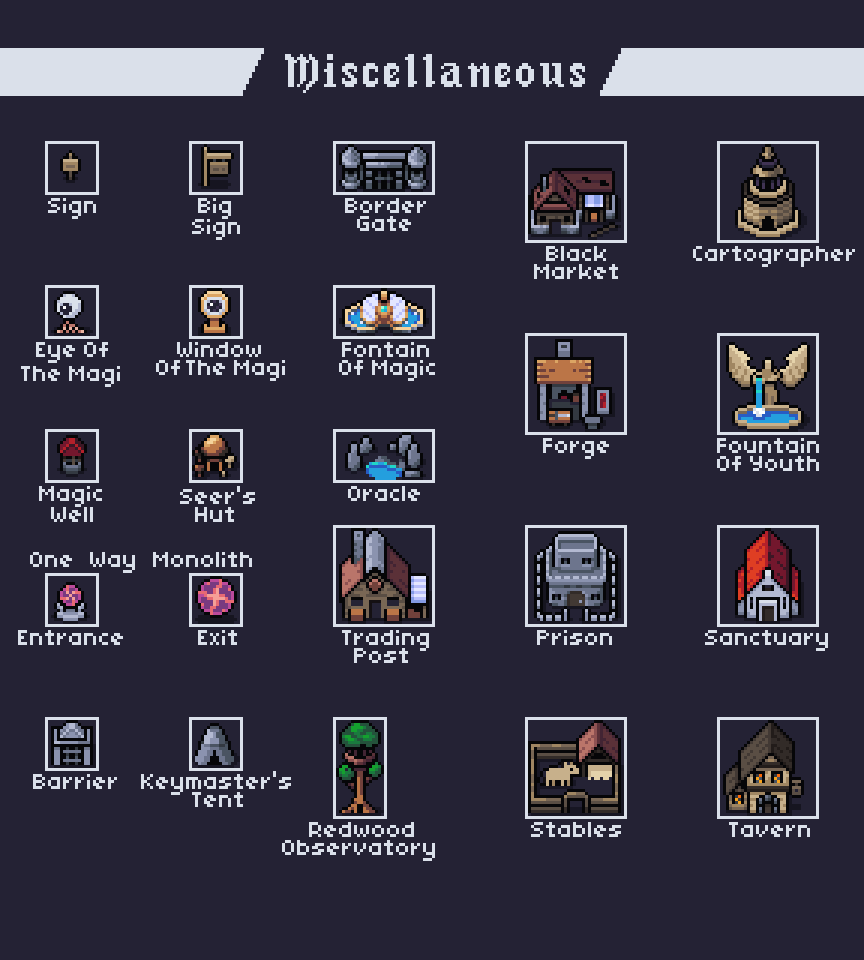 Miscellaneous
Sign
Big
Sign
Border
Gate
Black
Market
Cartographer
Eye Of
The Magi
Window
Of The Magi
Fontain
Of Magic
Forge
Fountain
Of Youth
Magic
Well
Seer's
Hut
Oracle
One Way Monolith
Entrance
Exit
Trading
Post
Prison
Sanctuary
Barrier
Keymaster's
Tent
Redwood
Observatory
Stables
Tavern